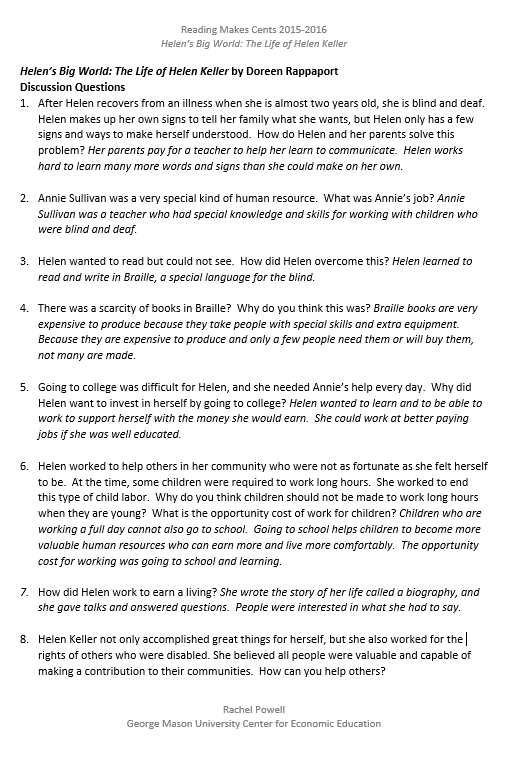 Reading Makes Cents 2015-2016
Helen's Big World: The Life of Helen Keller
Helen's Big World: The Life of Helen Keller by Doreen Rappaport
Discussion Questions
1. After Helen recovers from an illness when she is almost two years old, she is blind and deaf.
Helen makes up her own signs to tell her family what she wants, but Helen only has a few
signs and ways to make herself understood. How do Helen and her parents solve this
problem? Her parents pay for a teacher to help her learn to communicate. Helen works
hard to learn many more words and signs than she could make on her own.
2. Annie Sullivan was a very special kind of human resource. What was Annie's job? Annie
Sullivan was a teacher who had special knowledge and skills for working with children who
were blind and deaf.
3. Helen wanted to read but could not see. How did Helen overcome this? Helen learned to
read and write in Braille, a special language for the blind.
4. There was a scarcity of books in Braille? Why do you think this was? Braille books are very
expensive to produce because they take people with special skills and extra equipment.
Because they are expensive to produce and only a few people need them or will buy them,
not many are made.
5. Going to college was difficult for Helen, and she needed Annie's help every day. Why did
Helen want to invest in herself by going to college? Helen wanted to learn and to be able to
work to support herself with the money she would earn. She could work at better paying
jobs if she was well educated.
6. Helen worked to help others in her community who were not as fortunate as she felt herself
to be. At the time, some children were required to work long hours. She worked to end
this type of child labor. Why do you think children should not be made to work long hours
when they are young? What is the opportunity cost of work for children? Children who are
working a full day cannot also go to school. Going to school helps children to become more
valuable human resources who can earn more and live more comfortably. The opportunity
cost for working was going to school and learning.
7. How did Helen work to earn a living? She wrote the story of her life called a biography, and
she gave talks and answered questions. People were interested in what she had to say.
8. Helen Keller not only accomplished great things for herself, but she also worked for the
rights of others who were disabled. She believed all people were valuable and capable of
making a contribution to their communities. How can you help others?
Rachel Powell
George Mason University Center for Economic Education